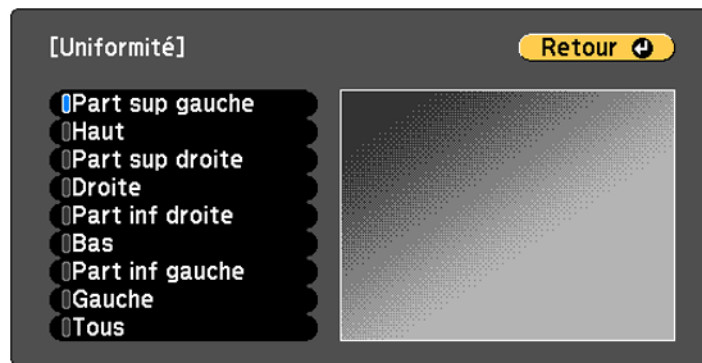 [Uniformité]
Retour
Part sup gauche
Haut
Part sup droite
Droite
Part inf droite
Bas
Part inf gauche
Gauche
Tous